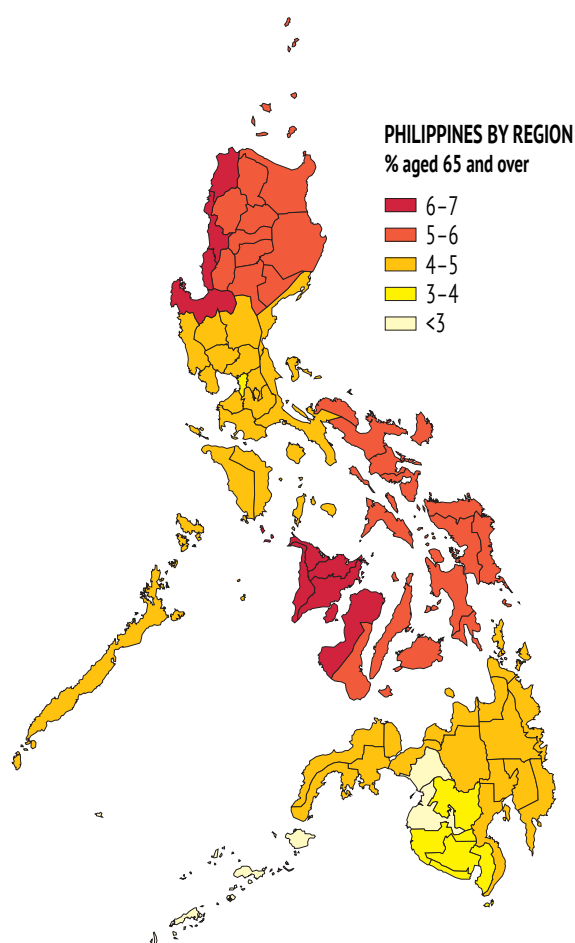 PHILIPPINES BY REGION
% aged 65 and over
6–7
5–6
4–5
3–4
<3